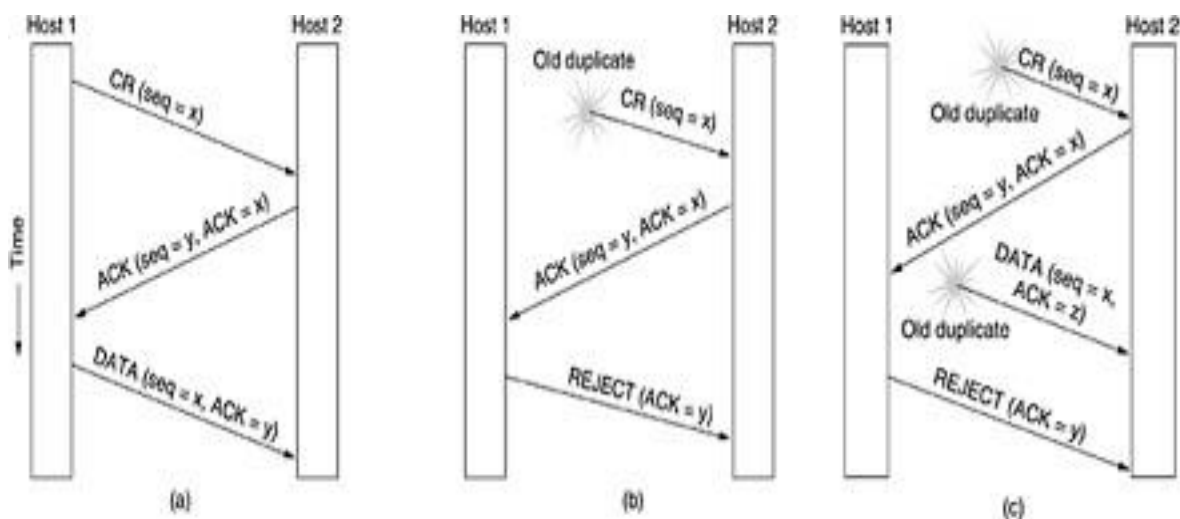 Host 1
Host 2
CR (seq = x)
ACK (seq = y, ACK = x)
DATA (seq = x, ACK = y)
Time
(a)
Host 1
Host 2
Old duplicate
CR (seq = x)
ACK (seq = y, ACK = x)
REJECT (ACK = y)
(b)
Host 1
Host 2
CR (seq = x)
Old duplicate
ACK (seq = y, ACK = x)
DATA (seq = x,
ACK = z)
Old duplicate
REJECT (ACK = y)
(c)